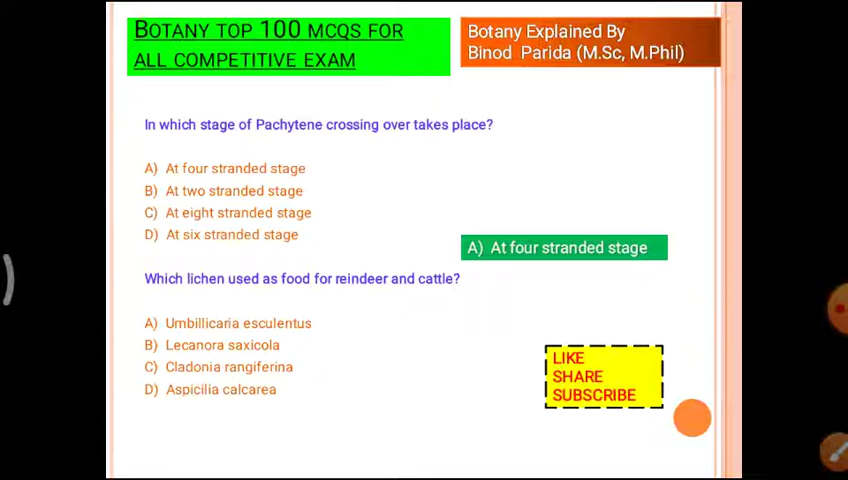 BOTANY TOP 100 MCQS FOR
ALL COMPETITIVE EXAM
Botany Explained By
Binod Parida (M.Sc, M.Phil)
In which stage of Pachytene crossing over takes place?
A) At four stranded stage
B) At two stranded stage
C) At eight stranded stage
D) At six stranded stage
A) At four stranded stage
Which lichen used as food for reindeer and cattle?
A) Umbillicaria esculentus
B) Lecanora saxicola
C) Cladonia rangiferina
D) Aspicilia calcarea
LIKE
SHARE
SUBSCRIBE